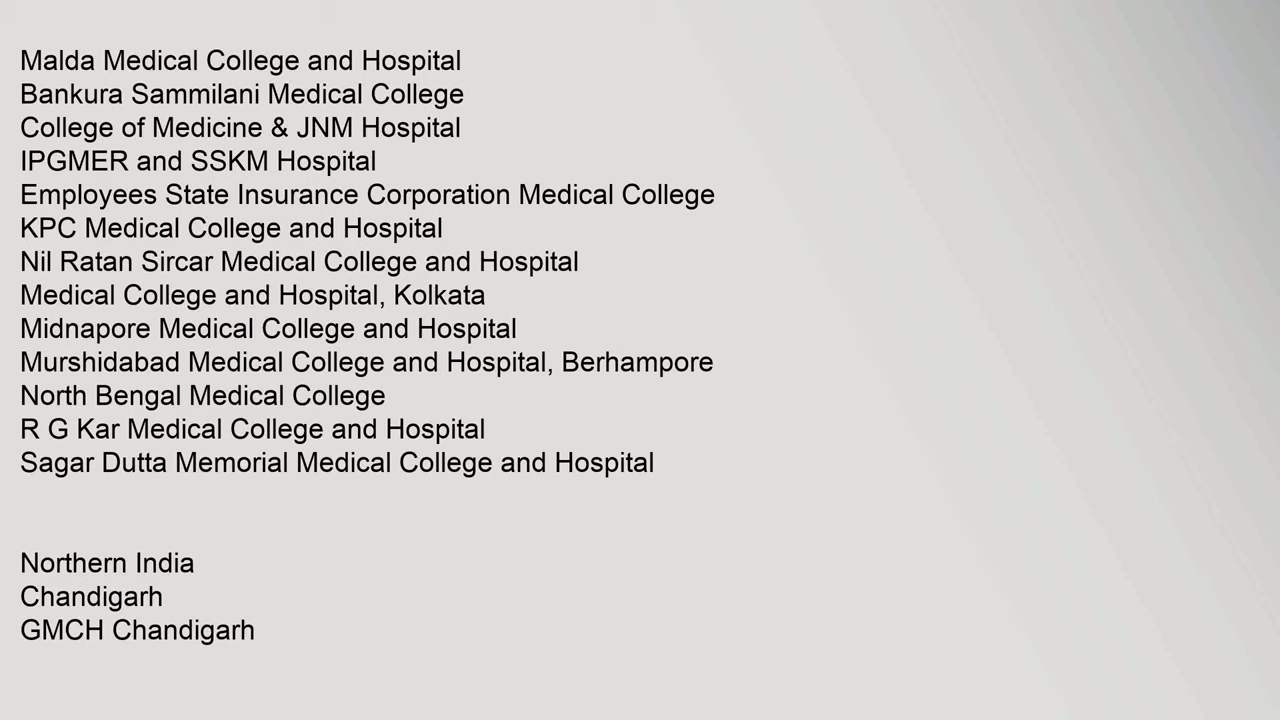 Malda Medical College and Hospital
Bankura Sammilani Medical College
College of Medicine & JNM Hospital
IPGMER and SSKM Hospital
Employees State Insurance Corporation Medical College
KPC Medical College and Hospital
Nil Ratan Sircar Medical College and Hospital
Medical College and Hospital, Kolkata
Midnapore Medical College and Hospital
Murshidabad Medical College and Hospital, Berhampore
North Bengal Medical College
R G Kar Medical College and Hospital
Sagar Dutta Memorial Medical College and Hospital
Northern India
Chandigarh
GMCH Chandigarh